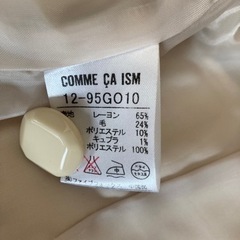 COMME ÇA ISM
12-95GO10
地 レーヨン 65%
毛 24%
ポリエステル 10%
キュプラ 1%
ポリエステル 100%